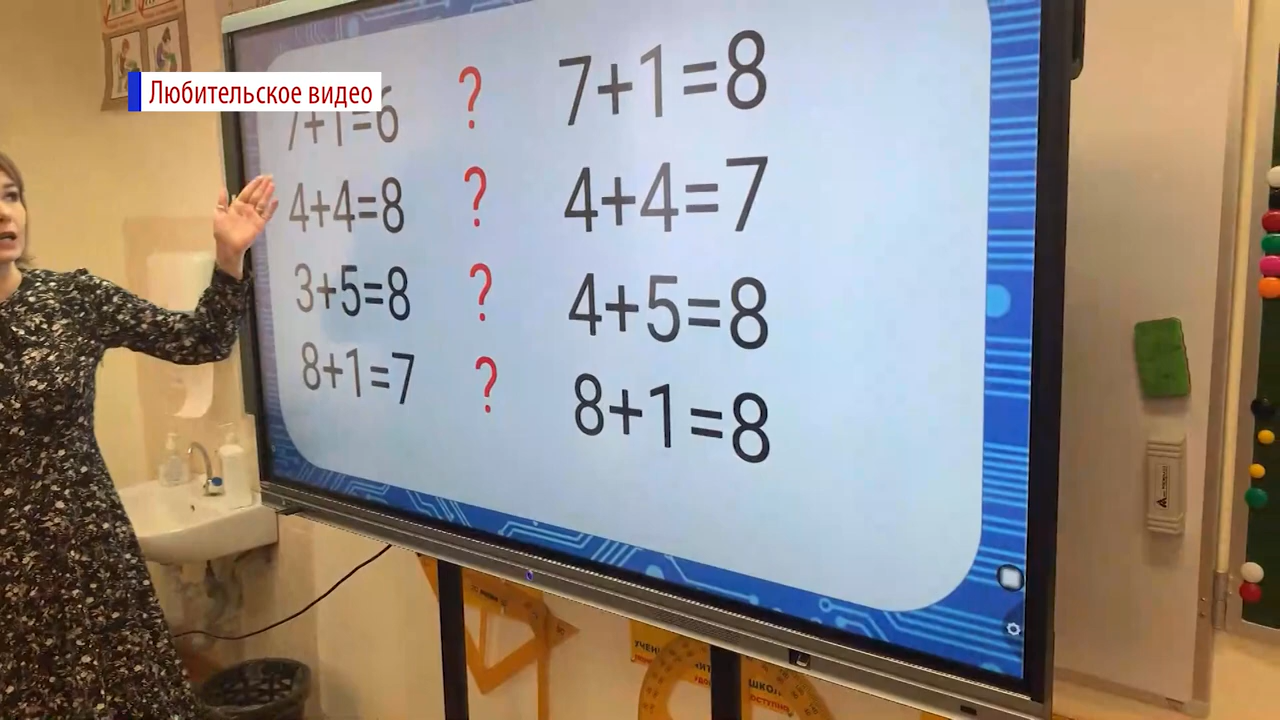 Любительское видео
7+1=6 ? 7+1=8
4+4=8 ? 4+4=7
3+5=8 ? 4+5=8
8+1=7 ? 8+1=8
ШКОЛ